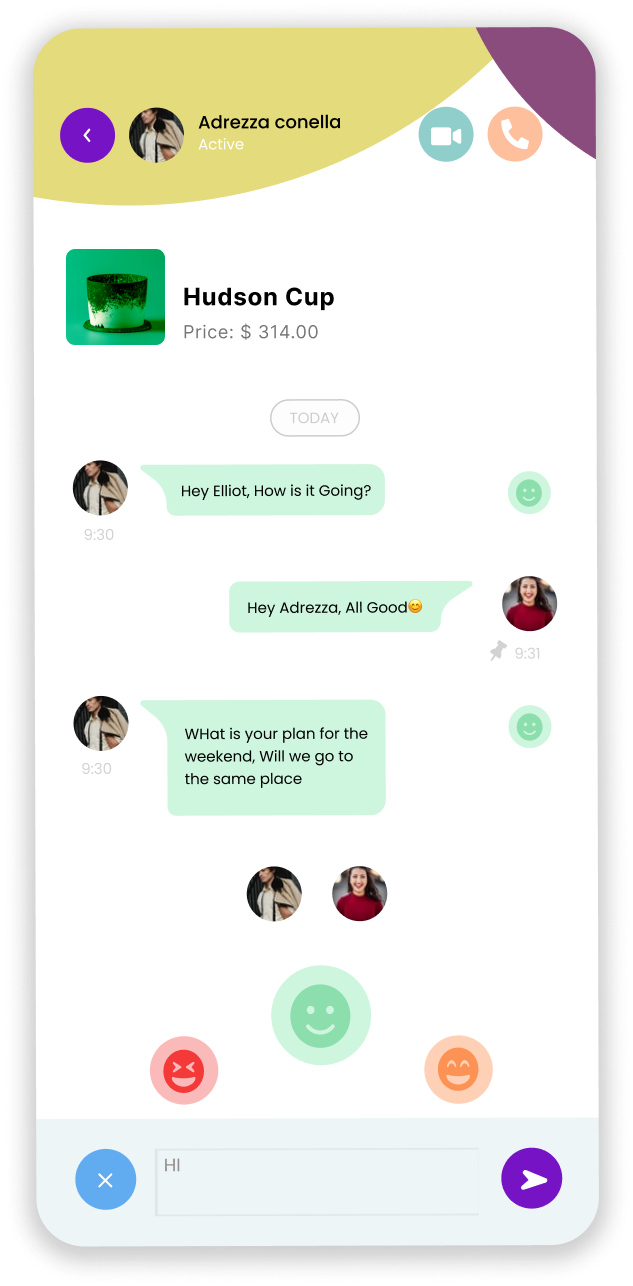 Adrezza conella
Active
Hudson Cup
Price: $ 314.00
TODAY
Hey Elliot, How is it Going?
9:30
Hey Adrezza, All Good😊
9:31
WHat is your plan for the
weekend, Will we go to
the same place
9:30
HI